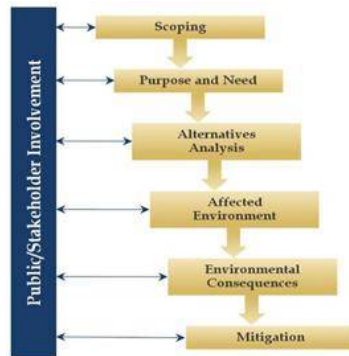 Public/Stakeholder Involvement
Scoping
Purpose and Need
Alternatives
Analysis
Affected
Environment
Environmental
Consequences
Mitigation